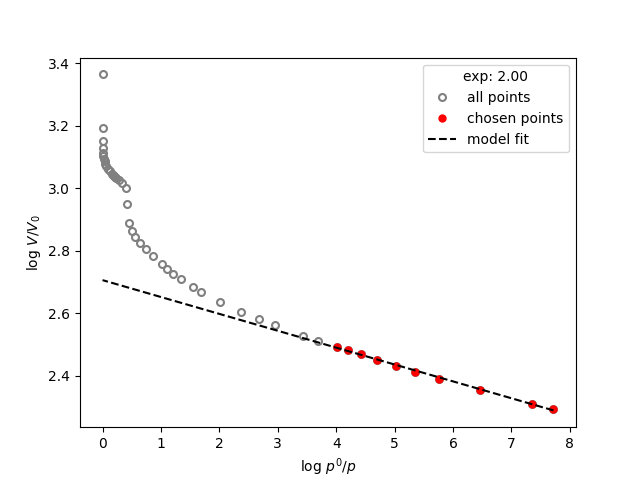 3.4
3.2
3.0
2.8
2.6
2.4
log V/V₀
exp: 2.00
all points
chosen points
model fit
0 1 2 3 4 5 6 7 8
log p⁰/p